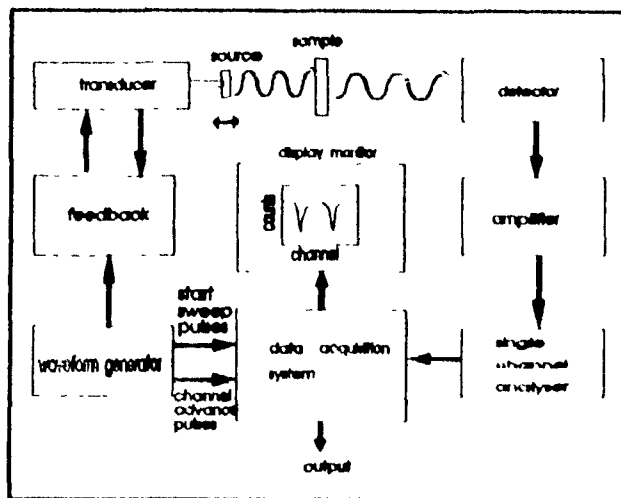 sample
source
transducer
detector
display monitor
feedback
counts
amplifier
channel
start
sweep
pulses
waveform generator
data acquisition
system
single
channel
analyser
channel
advance
pulses
output